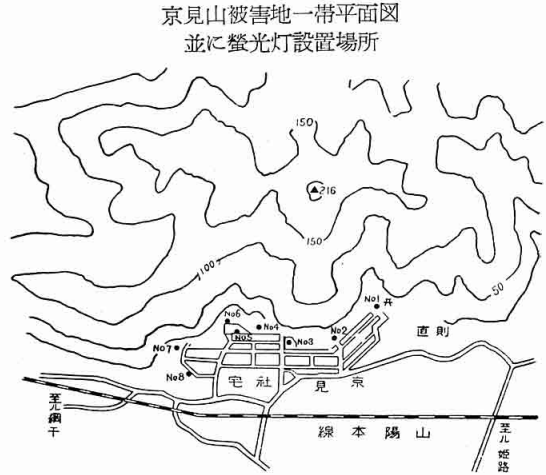 京見山被害地一帯平面図
並に螢光灯設置場所
150
216
150
100
50
No1
No2
No3
No4
No5
No6
No7
No8
則直
京見社宅
山陽本線
至ル網干
至ル姫路